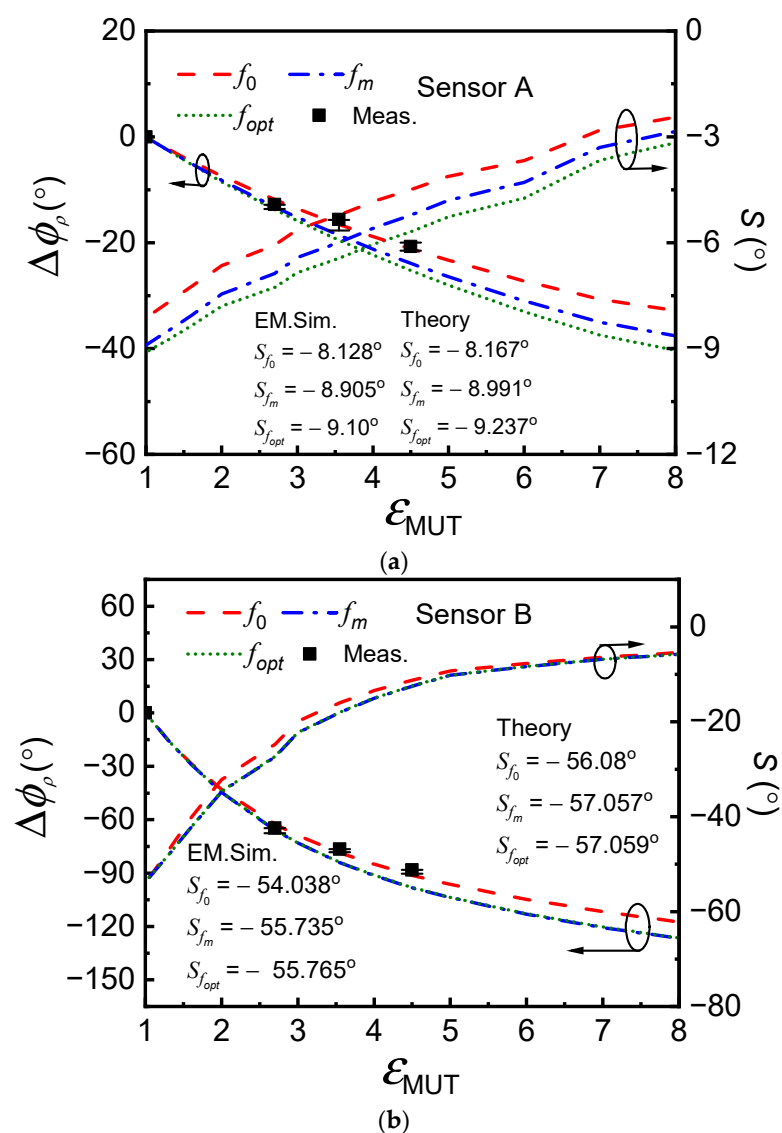 20
0
−20
−40
−60
0
−3
−6
−9
−12
1 2 3 4 5 6 7 8
Δϕρ(°)
S (°)
εMUT
f0 fm Sensor A
fopt Meas.
EM.Sim. Theory
Sf0 = − 8.128° Sf0 = − 8.167°
Sfm = − 8.905° Sfm = − 8.991°
Sfopt = − 9.10° Sfopt = − 9.237°
(a)
60
30
0
−30
−60
−90
−120
−150
0
−20
−40
−60
−80
1 2 3 4 5 6 7 8
Δϕρ(°)
S (°)
εMUT
f0 fm Sensor B
fopt Meas.
Theory
Sf0 = − 56.08°
Sfm = − 57.057°
Sfopt = − 57.059°
EM.Sim.
Sf0 = − 54.038°
Sfm = − 55.735°
Sfopt = − 55.765°
(b)